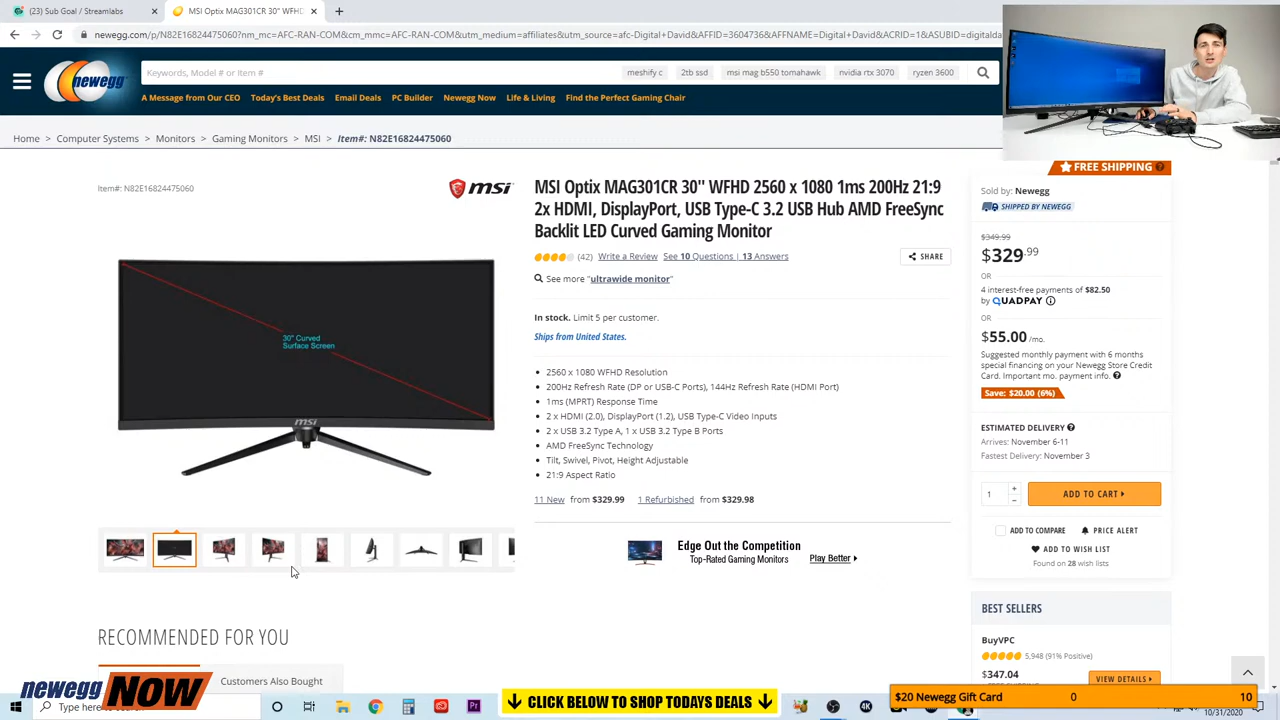 (23) Sub Goal / Streamlabs
MSI Optix MAG301CR 30" WFHD
newegg.com/p/N82E16824475060?nm_mc=AFC-RAN-COM&cm_mmc=AFC-RAN-COM&utm_medium=affiliates&utm_source=afc-Digital+David&AFFID=3604736&AFFNAME=Digital+David&ACRID=1&ASUBID=digitalda
newegg
Keywords, Model # or Item #
meshify c
2tb ssd
msi mag b550 tomahawk
nvidia rtx 3070
ryzen 3600
A Message from Our CEO
Today's Best Deals
Email Deals
PC Builder
Newegg Now
Life & Living
Find the Perfect Gaming Chair
Home > Computer Systems > Monitors > Gaming Monitors > MSI > Item#: N82E16824475060
Item#: N82E16824475060
msi
30" Curved
Surface Screen
msi
MSI Optix MAG301CR 30" WFHD 2560 x 1080 1ms 200Hz 21:9
2x HDMI, DisplayPort, USB Type-C 3.2 USB Hub AMD FreeSync
Backlit LED Curved Gaming Monitor
(42) Write a Review See 10 Questions | 13 Answers
SHARE
See more "ultrawide monitor"
In stock. Limit 5 per customer.
Ships from United States.
• 2560 x 1080 WFHD Resolution
• 200Hz Refresh Rate (DP or USB-C Ports), 144Hz Refresh Rate (HDMI Port)
• 1ms (MPRT) Response Time
• 2 x HDMI (2.0), DisplayPort (1.2), USB Type-C Video Inputs
• 2 x USB 3.2 Type A, 1 x USB 3.2 Type B Ports
• AMD FreeSync Technology
• Tilt, Swivel, Pivot, Height Adjustable
• 21:9 Aspect Ratio
11 New from $329.99 1 Refurbished from $329.98
Edge Out the Competition
Top-Rated Gaming Monitors
Play Better
FREE SHIPPING
Sold by: Newegg
SHIPPED BY NEWEGG
$349.99
$329.99
OR
4 interest-free payments of $82.50
by QUADPAY
OR
$55.00 /mo.
Suggested monthly payment with 6 months
special financing on your Newegg Store Credit
Card. Important mo. payment info.
Save: $20.00 (6%)
ESTIMATED DELIVERY
Arrives: November 6-11
Fastest Delivery: November 3
1
ADD TO CART
ADD TO COMPARE
PRICE ALERT
ADD TO WISH LIST
Found on 28 wish lists
BEST SELLERS
BuyVPC
5,948 (91% Positive)
$347.04
VIEW DETAILS
RECOMMENDED FOR YOU
Customers Also Bought
newegg NOW
Type here to
CLICK BELOW TO SHOP TODAYS DEALS
$20 Newegg Gift Card 0 10
10/31/2020